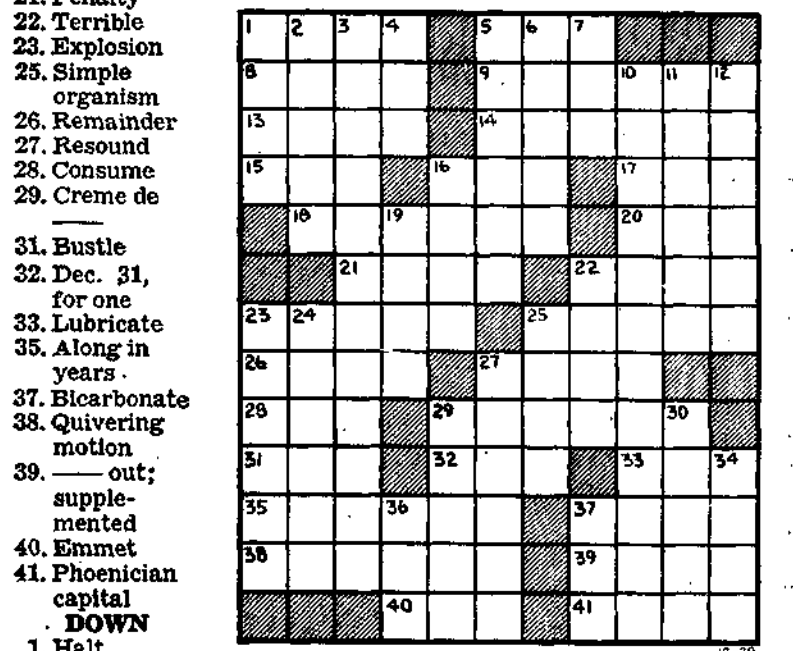 21. Penalty
22. Terrible
23. Explosion
25. Simple
organism
26. Remainder
27. Resound
28. Consume
29. Creme de
——
31. Bustle
32. Dec. 31,
for one
33. Lubricate
35. Along in
years
37. Bicarbonate
38. Quivering
motion
39. —— out;
supple-
mented
40. Emmet
41. Phoenician
capital
DOWN
1. Halt
1 2 3 4 5 6 7
8 9 10 11 12
13 14
15 16 17
18 19 20
21 22
23 24 25
26 27
28 29 30
31 32 33 34
35 36 37
38 39
40 41